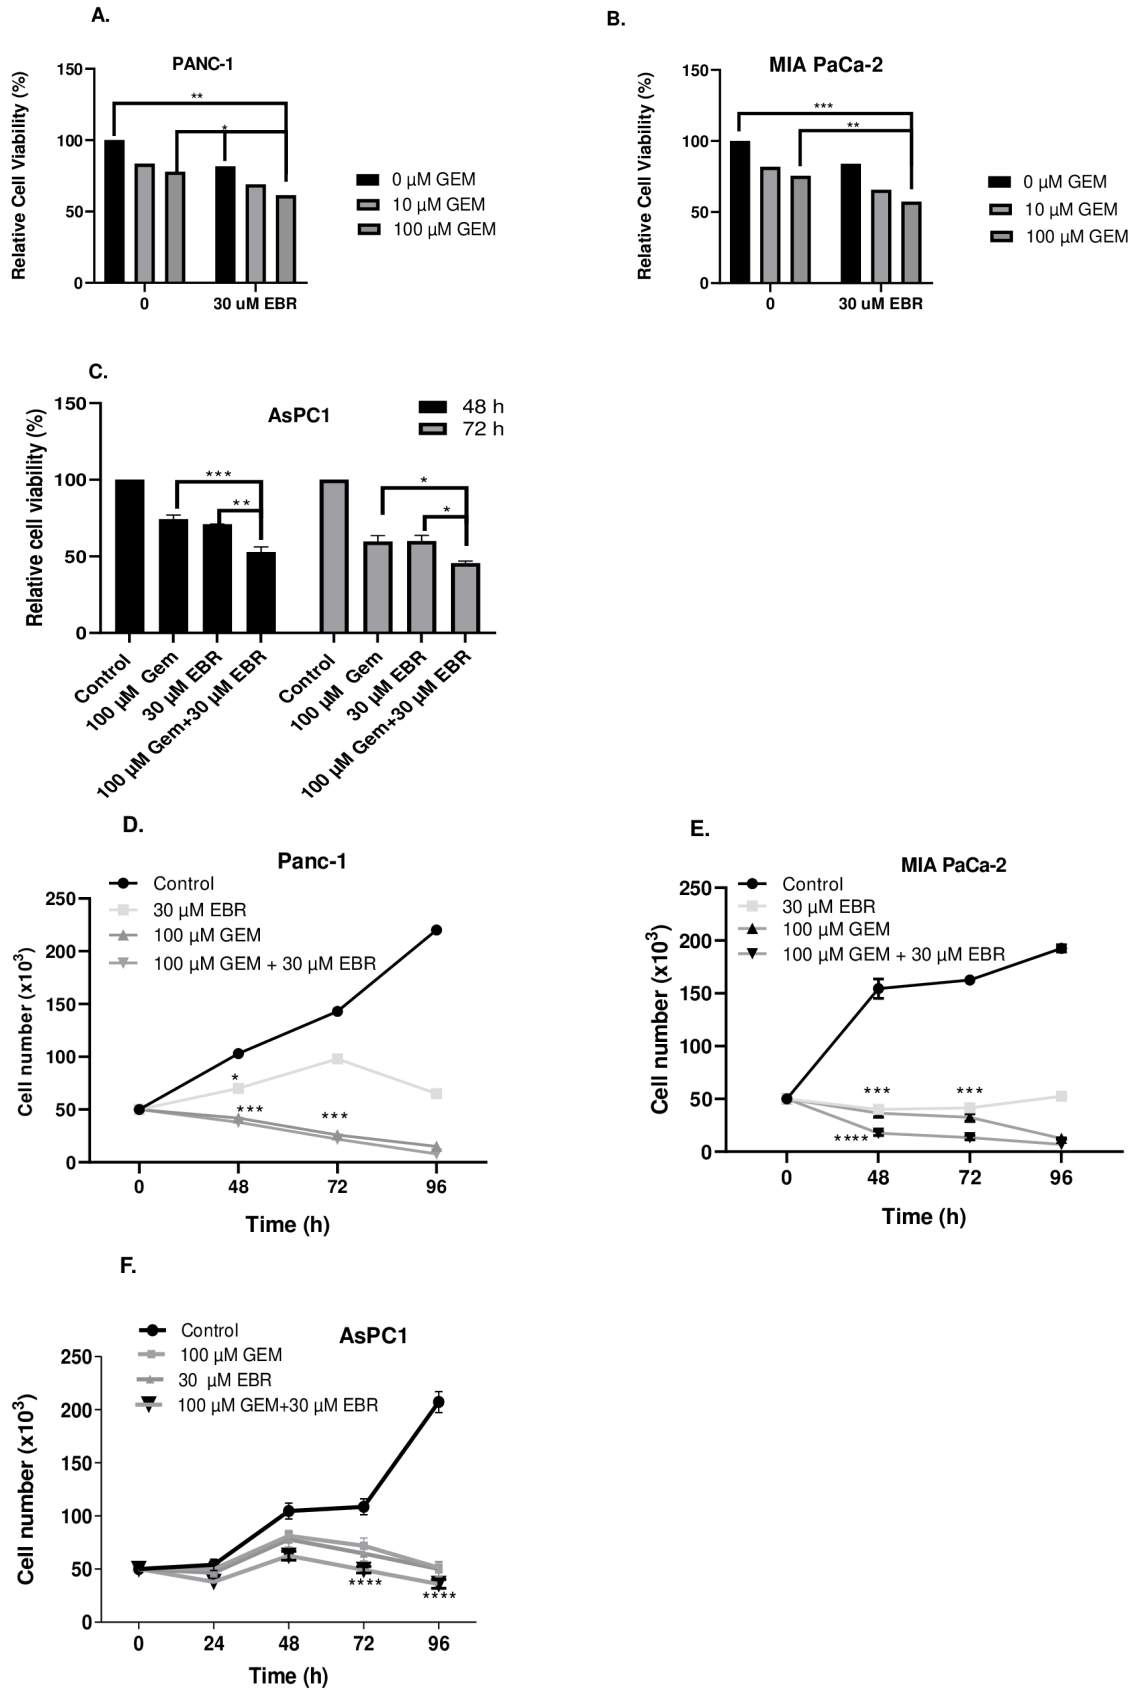 A.
PANC-1
Relative Cell Viability (%)
150
100
50
0
**
*
0
30 uM EBR
0 µM GEM
10 µM GEM
100 µM GEM
B.
MIA PaCa-2
Relative Cell Viability (%)
150
100
50
0
***
**
0
30 uM EBR
0 µM GEM
10 µM GEM
100 µM GEM
C.
AsPC1
48 h
72 h
Relative cell viability (%)
150
100
50
0
***
**
*
*
Control
100 µM Gem
30 µM EBR
100 µM Gem+30 µM EBR
Control
100 µM Gem
30 µM EBR
100 µM Gem+30 µM EBR
D.
Panc-1
Control
30 µM EBR
100 µM GEM
100 µM GEM + 30 µM EBR
Cell number (x10³)
250
200
150
100
50
0
*
***
***
0
48
72
96
Time (h)
E.
MIA PaCa-2
Control
30 µM EBR
100 µM GEM
100 µM GEM + 30 µM EBR
Cell number (x10³)
250
200
150
100
50
0
***
***
****
0
48
72
96
Time (h)
F.
AsPC1
Control
100 µM GEM
30 µM EBR
100 µM GEM+30 µM EBR
Cell number (x10³)
250
200
150
100
50
0
****
****
0
24
48
72
96
Time (h)